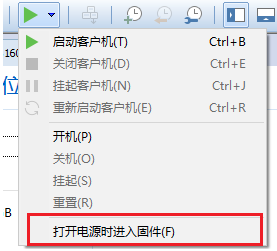 160
位
启动客户机(T) Ctrl+B
关闭客户机(D) Ctrl+E
挂起客户机(N) Ctrl+J
重新启动客户机(E) Ctrl+R
开机(P)
关机(O)
挂起(S)
重置(R)
B
打开电源时进入固件(F)